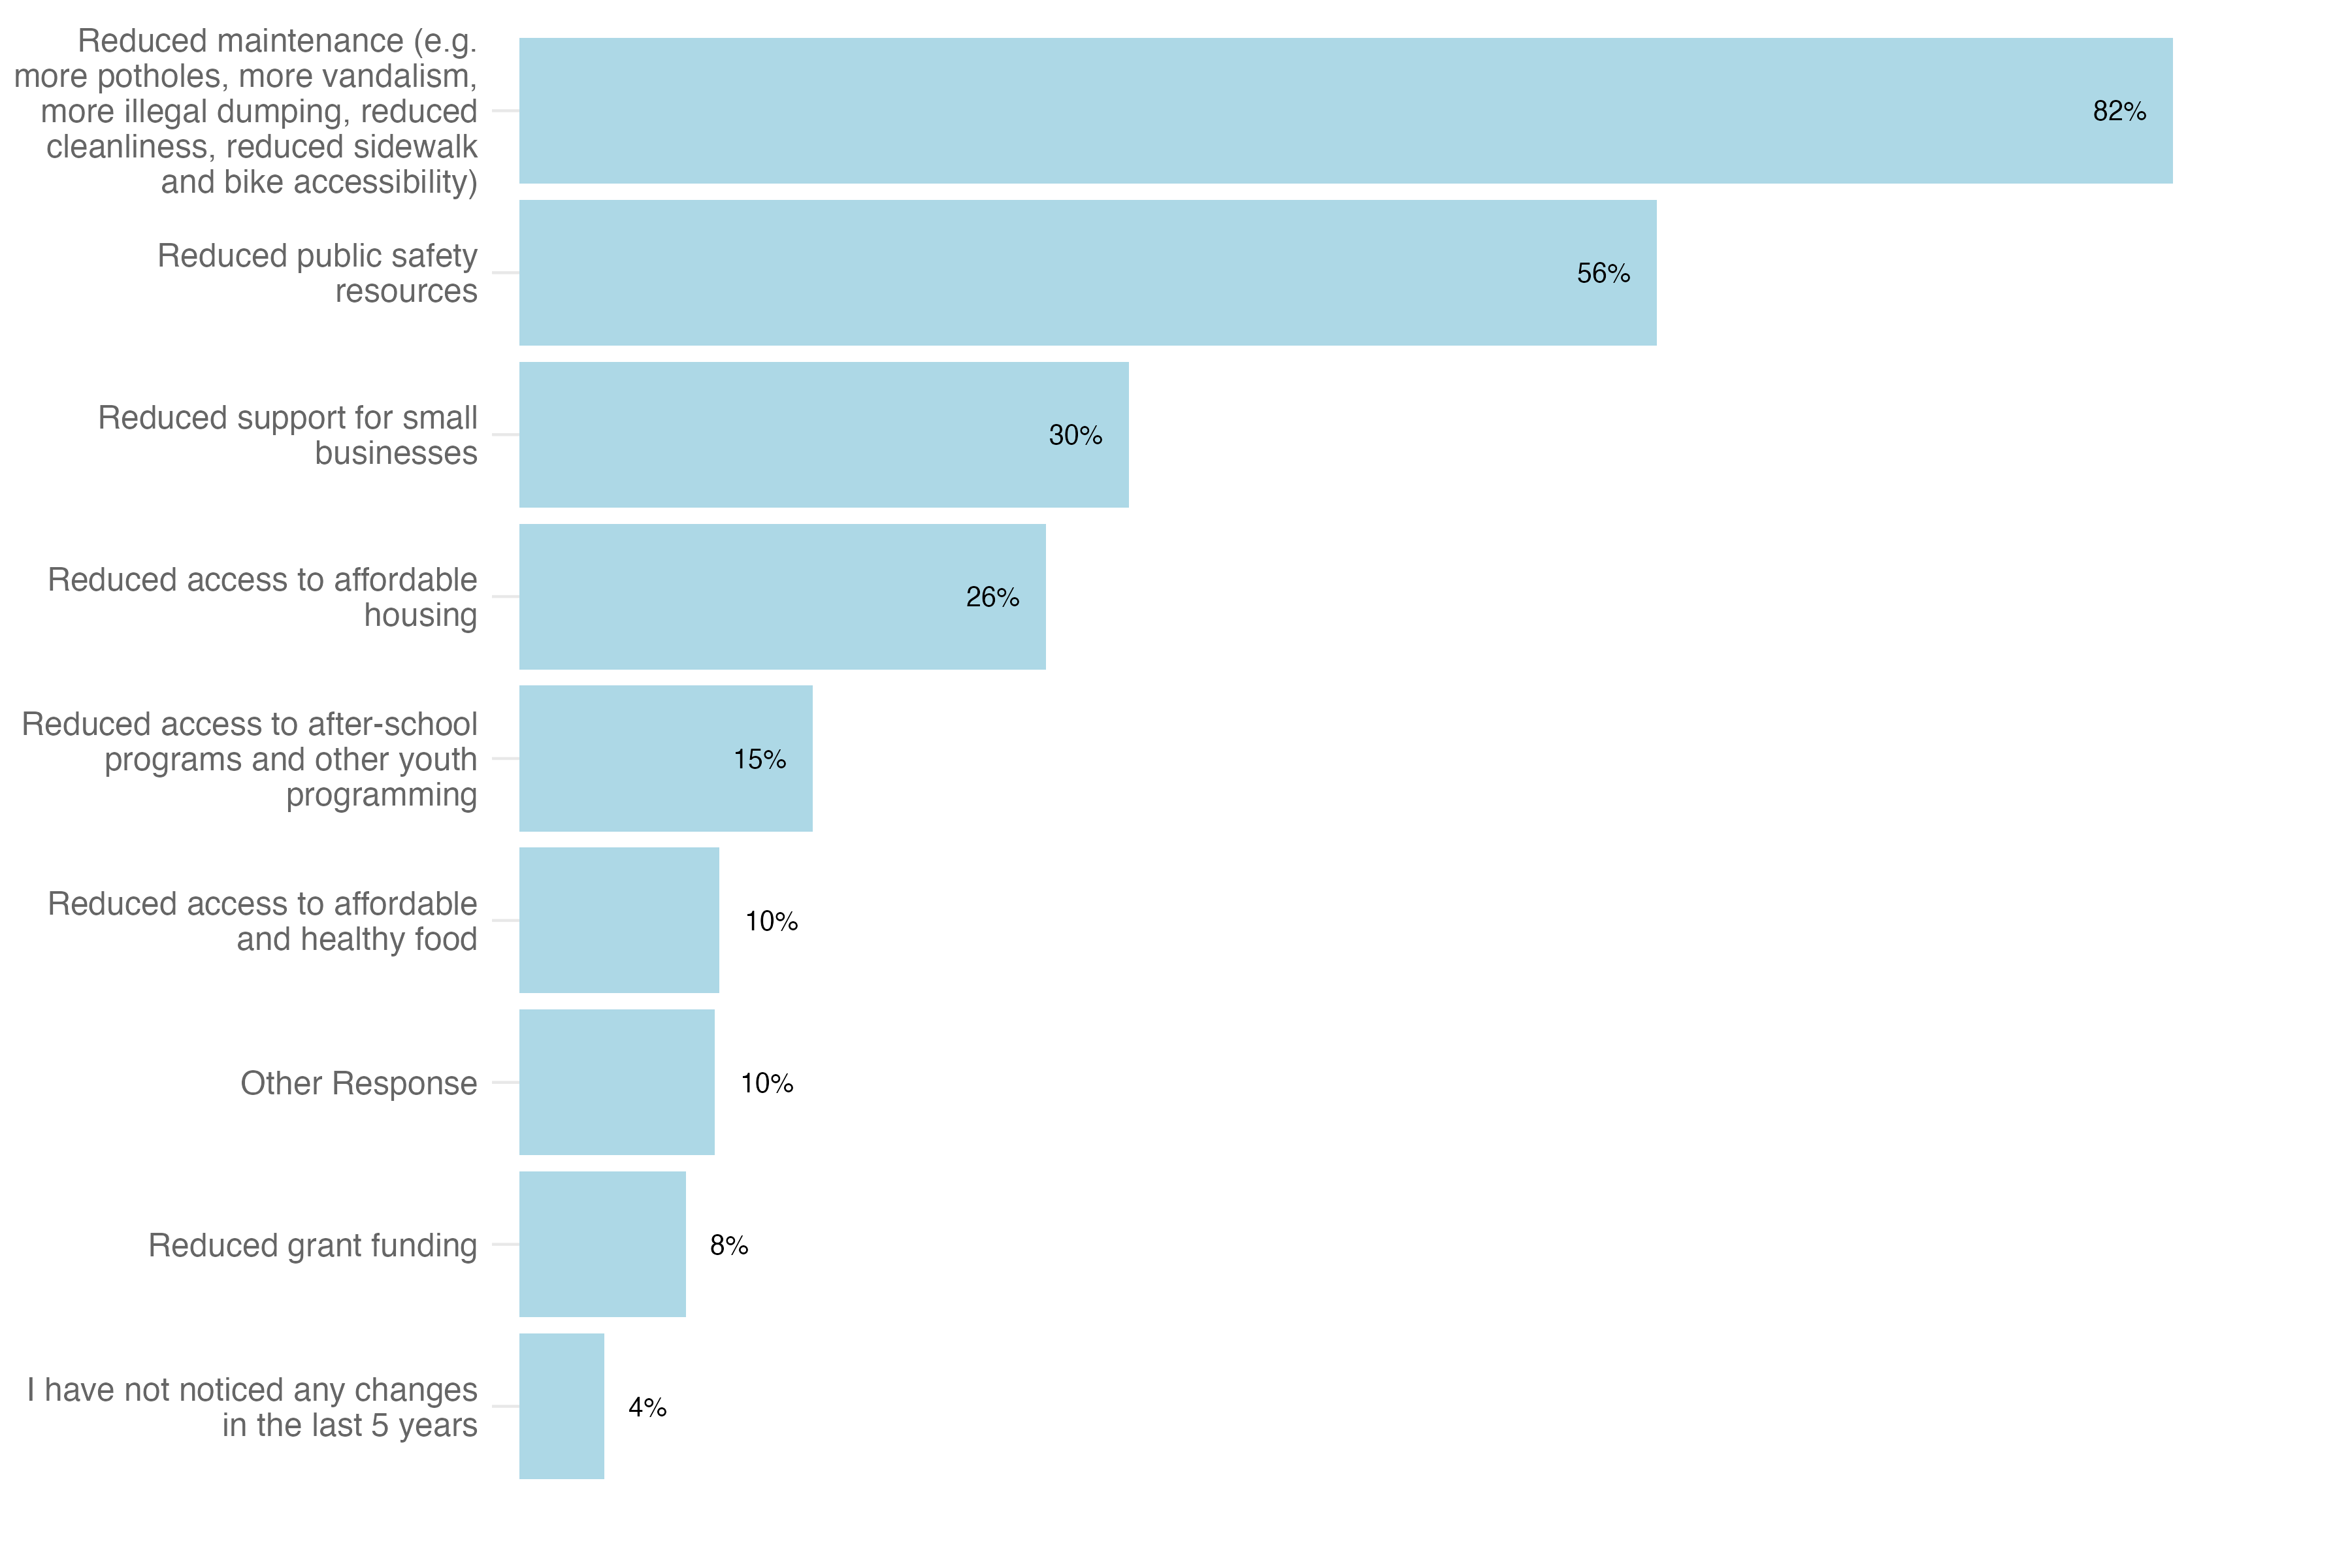 Reduced maintenance (e.g.
more potholes, more vandalism,
more illegal dumping, reduced
cleanliness, reduced sidewalk
and bike accessibility)
82%
Reduced public safety
resources
56%
Reduced support for small
businesses
30%
Reduced access to affordable
housing
26%
Reduced access to after-school
programs and other youth
programming
15%
Reduced access to affordable
and healthy food
10%
Other Response
10%
Reduced grant funding
8%
I have not noticed any changes
in the last 5 years
4%